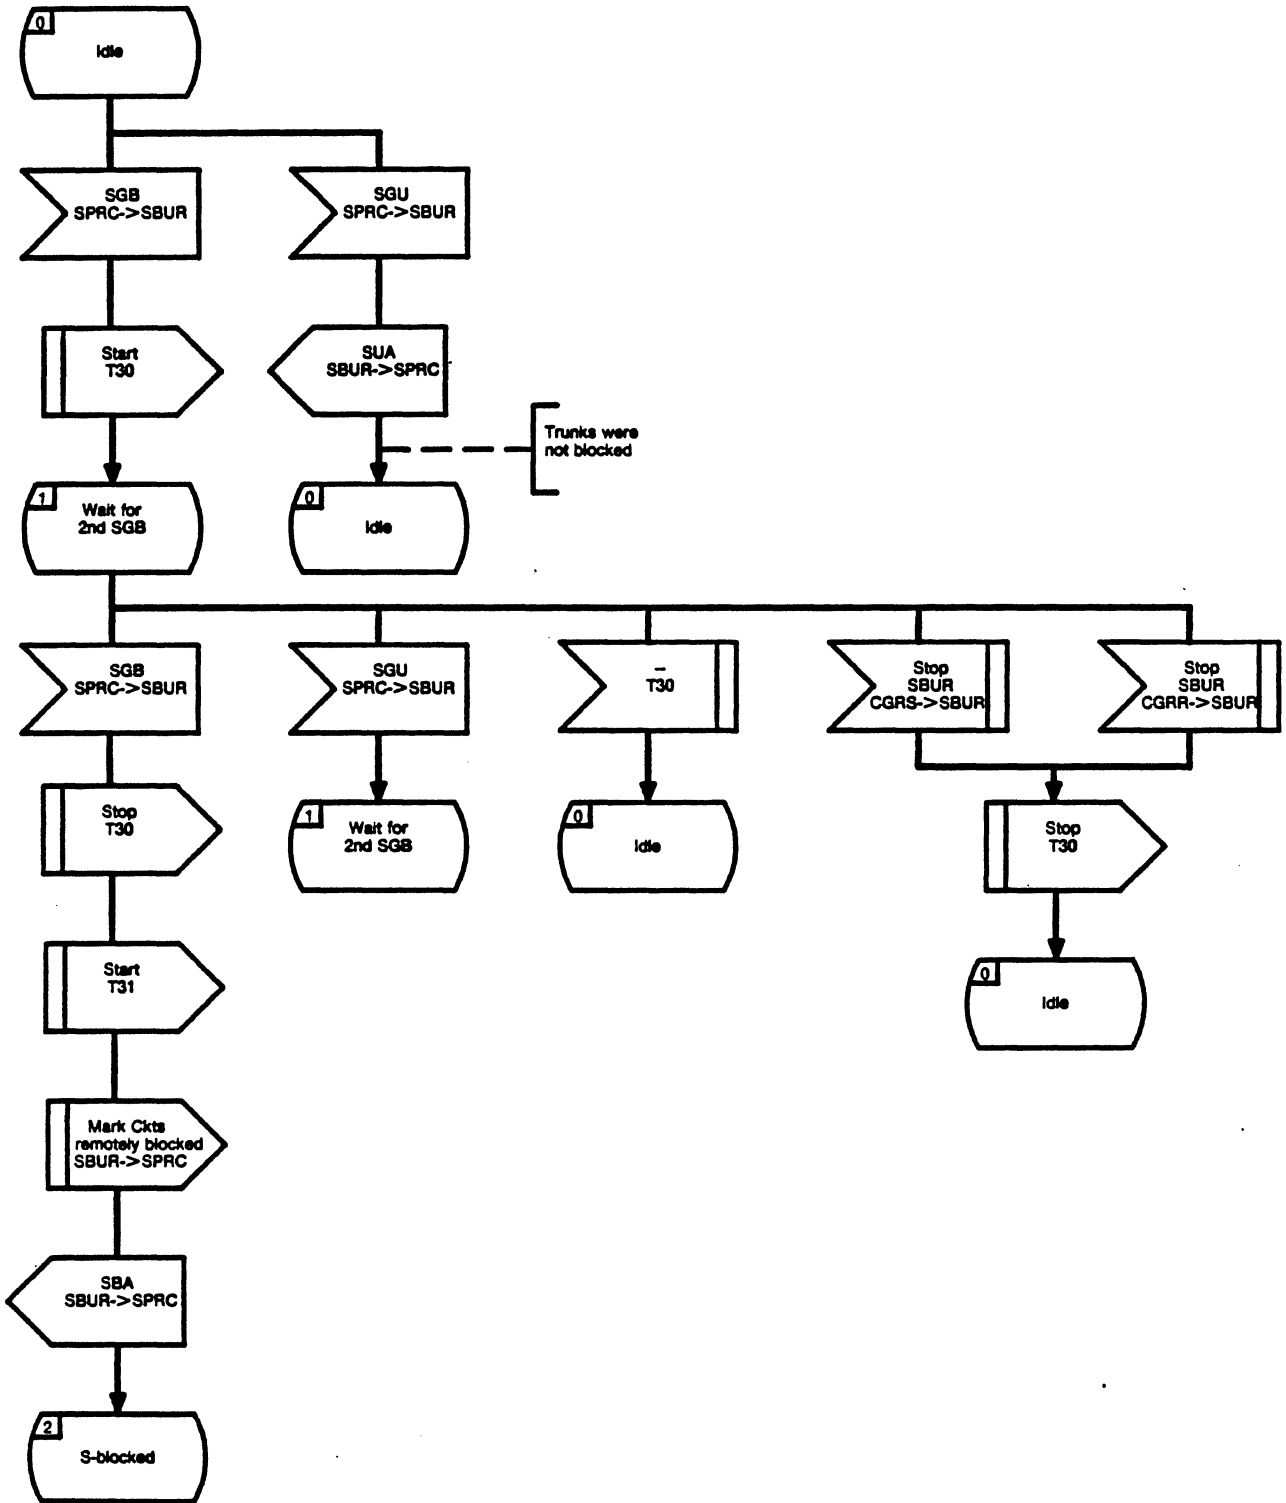 0
Idle
SGB
SPRC->SBUR
SGU
SPRC->SBUR
Start
T30
SUA
SBUR->SPRC
Trunks were
not blocked
1
Wait for
2nd SGB
0
Idle
SGB
SPRC->SBUR
SGU
SPRC->SBUR
T30
Stop
SBUR
CGRS->SBUR
Stop
SBUR
CGRR->SBUR
Stop
T30
1
Wait for
2nd SGB
0
Idle
Stop
T30
Start
T31
0
Idle
Mark Ckts
remotely blocked
SBUR->SPRC
SBA
SBUR->SPRC
2
S-blocked